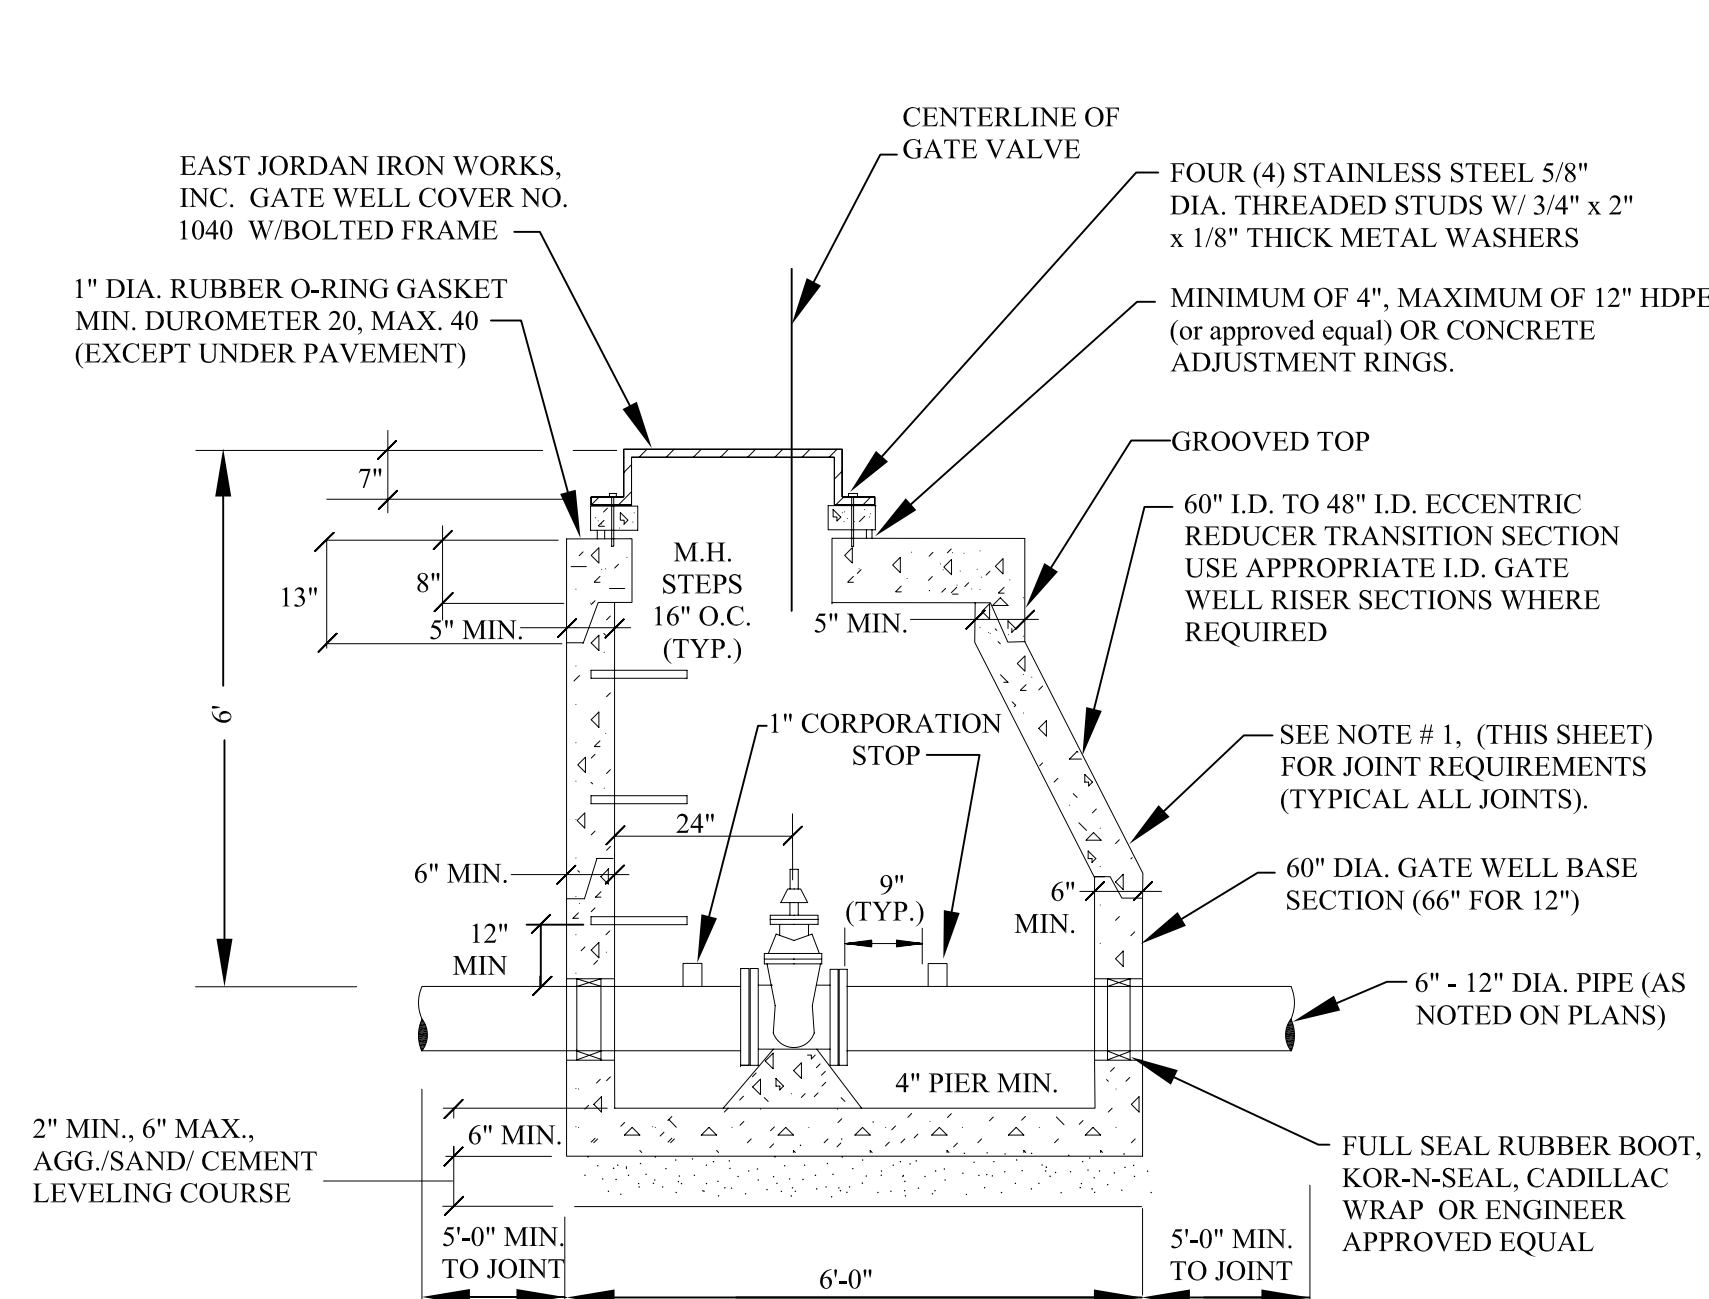 CENTERLINE OF
GATE VALVE
EAST JORDAN IRON WORKS,
INC. GATE WELL COVER NO.
1040 W/BOLTED FRAME
FOUR (4) STAINLESS STEEL 5/8"
DIA. THREADED STUDS W/ 3/4" x 2"
x 1/8" THICK METAL WASHERS
1" DIA. RUBBER O-RING GASKET
MIN. DUROMETER 20, MAX. 40
(EXCEPT UNDER PAVEMENT)
MINIMUM OF 4", MAXIMUM OF 12" HDPE
(or approved equal) OR CONCRETE
ADJUSTMENT RINGS.
GROOVED TOP
7"
60" I.D. TO 48" I.D. ECCENTRIC
REDUCER TRANSITION SECTION
USE APPROPRIATE I.D. GATE
WELL RISER SECTIONS WHERE
REQUIRED
M.H.
STEPS
16" O.C.
(TYP.)
13"
8"
5" MIN.
5" MIN.
6'
1" CORPORATION
STOP
SEE NOTE # 1, (THIS SHEET)
FOR JOINT REQUIREMENTS
(TYPICAL ALL JOINTS).
24"
6" MIN.
9"
(TYP.)
6"
MIN.
60" DIA. GATE WELL BASE
SECTION (66" FOR 12")
12"
MIN
6" - 12" DIA. PIPE (AS
NOTED ON PLANS)
4" PIER MIN.
2" MIN., 6" MAX.,
AGG./SAND/ CEMENT
LEVELING COURSE
6" MIN.
FULL SEAL RUBBER BOOT,
KOR-N-SEAL, CADILLAC
WRAP OR ENGINEER
APPROVED EQUAL
5'-0" MIN.
TO JOINT
6'-0"
5'-0" MIN.
TO JOINT